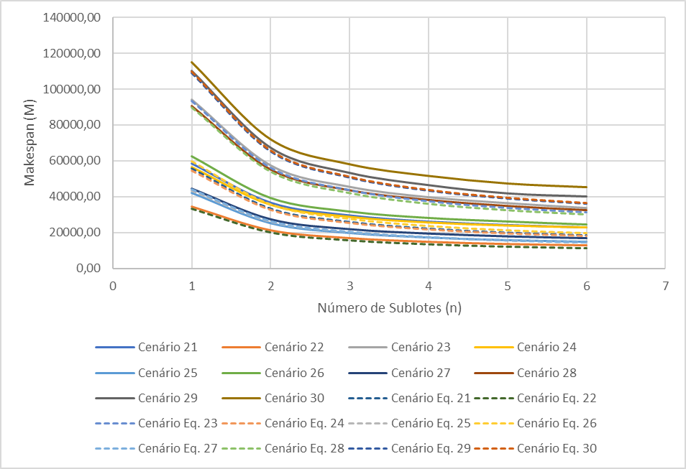 140000,00
120000,00
100000,00
80000,00
60000,00
40000,00
20000,00
0,00
Makespan (M)
0 1 2 3 4 5 6 7
Número de Sublotes (n)
Cenário 21 Cenário 22 Cenário 23 Cenário 24
Cenário 25 Cenário 26 Cenário 27 Cenário 28
Cenário 29 Cenário 30 Cenário Eq. 21 Cenário Eq. 22
Cenário Eq. 23 Cenário Eq. 24 Cenário Eq. 25 Cenário Eq. 26
Cenário Eq. 27 Cenário Eq. 28 Cenário Eq. 29 Cenário Eq. 30